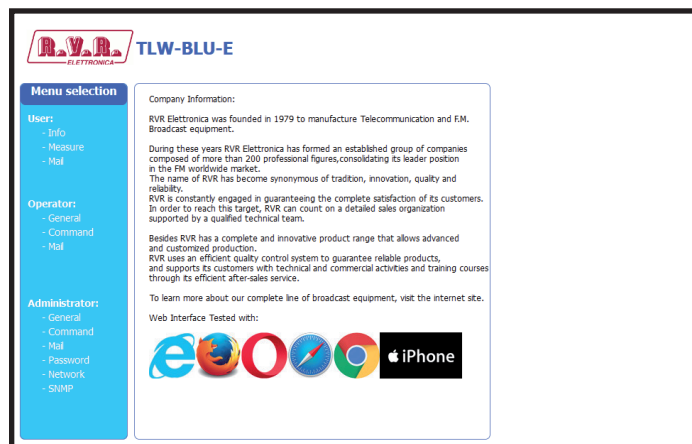 R.V.R.
ELETTRONICA
TLW-BLU-E
Menu selection
User:
- Info
- Measure
- Mail
Operator:
- General
- Command
- Mail
Administrator:
- General
- Command
- Mail
- Password
- Network
- SNMP
Company Information:
RVR Elettronica was founded in 1979 to manufacture Telecommunication and F.M.
Broadcast equipment.
During these years RVR Elettronica has formed an established group of companies
composed of more than 200 professional figures,consolidating its leader position
in the FM worldwide market.
The name of RVR has become synonymous of tradition, innovation, quality and
reliability.
RVR is constantly engaged in guaranteeing the complete satisfaction of its customers.
In order to reach this target, RVR can count on a detailed sales organization
supported by a qualified technical team.
Besides RVR has a complete and innovative product range that allows advanced
and customized production.
RVR uses an efficient quality control system to guarantee reliable products,
and supports its customers with technical and commercial activities and training courses
through its efficient after-sales service.
To learn more about our complete line of broadcast equipment, visit the internet site.
Web Interface Tested with:
iPhone